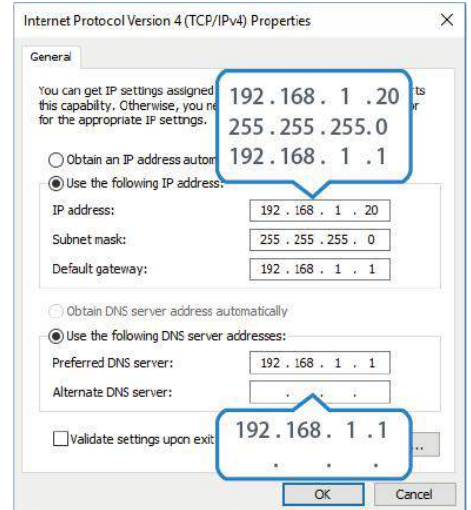 Internet Protocol Version 4 (TCP/IPv4) Properties
General
You can get IP settings assigned
this capability. Otherwise, you ne
for the appropriate IP settings.
192.168. 1 .20
255.255.255.0
192.168. 1 .1
Obtain an IP address autom
Use the following IP address:
IP address: 192 . 168 . 1 . 20
Subnet mask: 255 . 255 . 255 . 0
Default gateway: 192 . 168 . 1 . 1
Obtain DNS server address automatically
Use the following DNS server addresses:
Preferred DNS server: 192 . 168 . 1 . 1
Alternate DNS server: . . .
192.168. 1 .1
. . .
Validate settings upon exit
...
OK Cancel